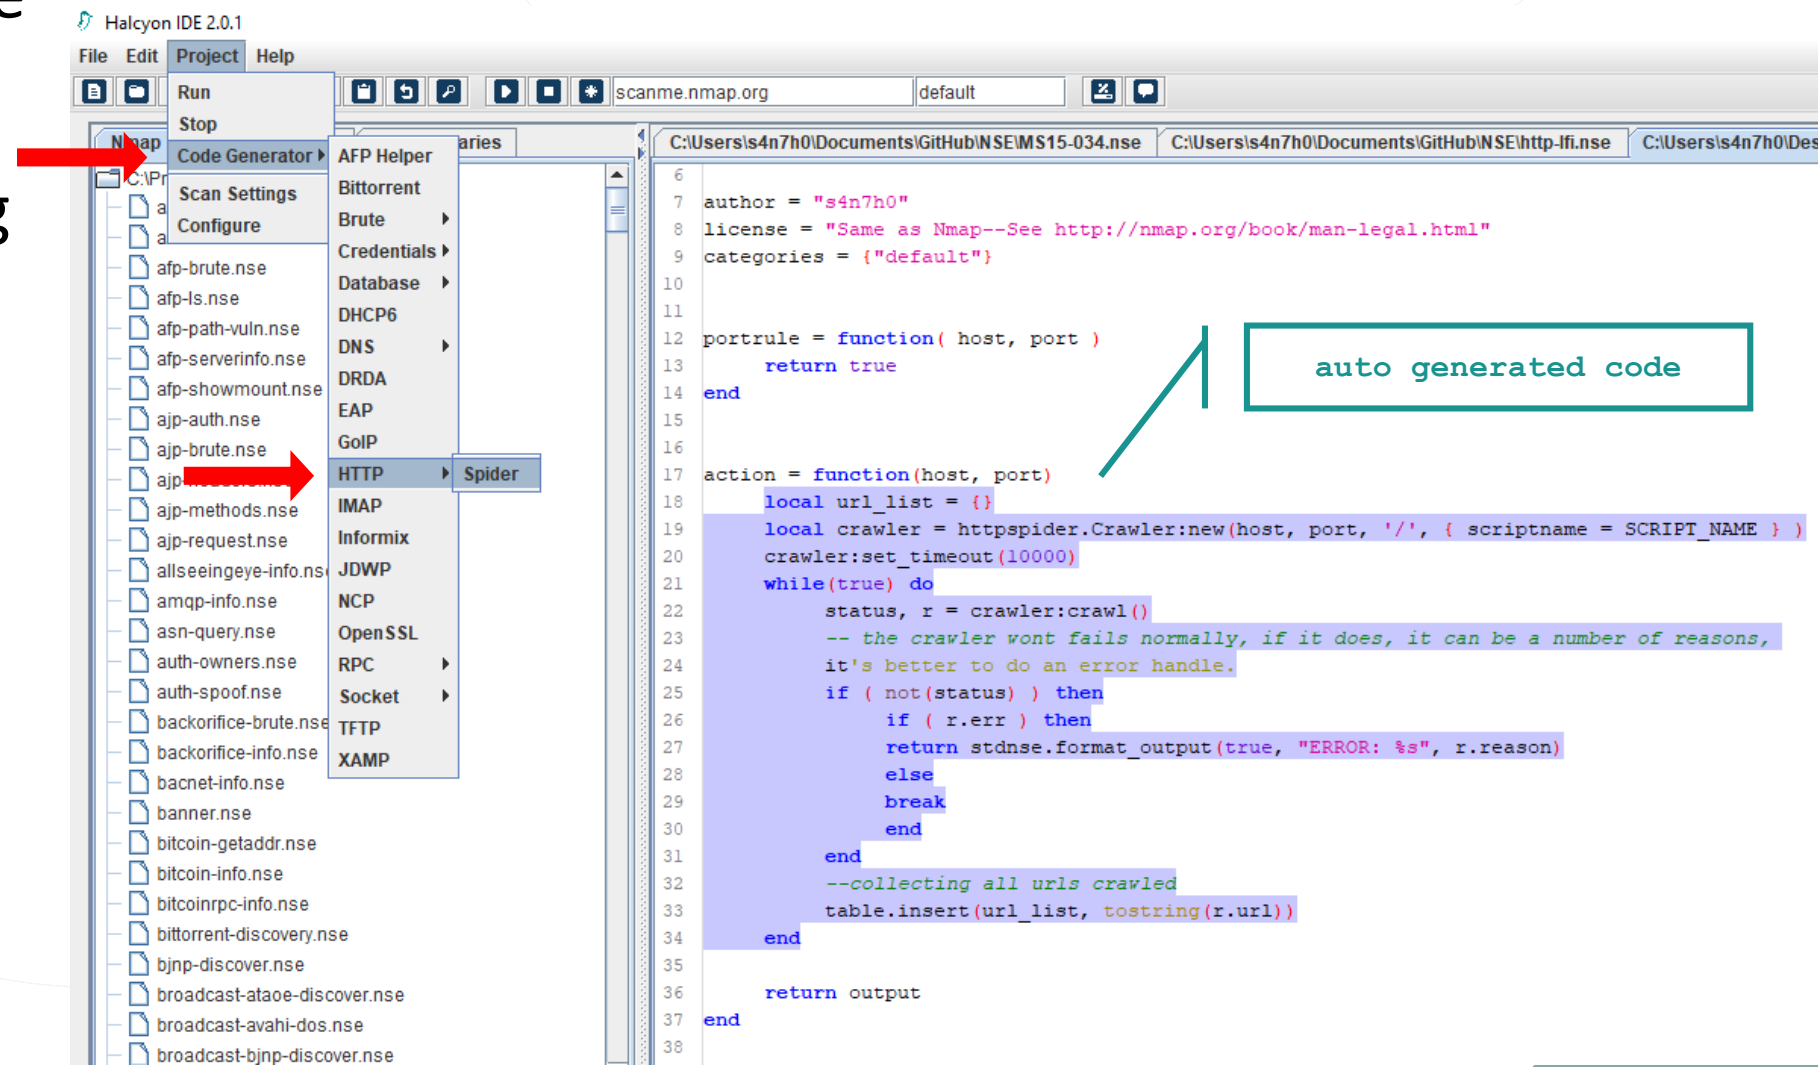 Halcyon IDE 2.0.1
File Edit Project Help
scanme.nmap.org default
Run
Stop
Code Generator
Scan Settings
Configure
AFP Helper
Bittorrent
Brute
Credentials
Database
DHCP6
DNS
DRDA
EAP
GoIP
HTTP
IMAP
Informix
JDWP
NCP
OpenSSL
RPC
Socket
TFTP
XAMP
Spider
afp-brute.nse
afp-ls.nse
afp-path-vuln.nse
afp-serverinfo.nse
afp-showmount.nse
ajp-auth.nse
ajp-brute.nse
ajp-methods.nse
ajp-request.nse
allseeingeye-info.ns
amqp-info.nse
asn-query.nse
auth-owners.nse
auth-spoof.nse
backorifice-brute.nse
backorifice-info.nse
bacnet-info.nse
banner.nse
bitcoin-getaddr.nse
bitcoin-info.nse
bitcoinrpc-info.nse
bittorrent-discovery.nse
bjnp-discover.nse
broadcast-ataoe-discover.nse
broadcast-avahi-dos.nse
broadcast-bjnp-discover.nse
C:\Users\s4n7h0\Documents\GitHub\NSE\MS15-034.nse C:\Users\s4n7h0\Documents\GitHub\NSE\http-lfi.nse C:\Users\s4n7h0\Des
6
7 author = "s4n7h0"
8 license = "Same as Nmap--See http://nmap.org/book/man-legal.html"
9 categories = {"default"}
10
11
12 portrule = function( host, port )
13 return true
14 end
15
16
17 action = function(host, port)
18 local url_list = {}
19 local crawler = httpspider.Crawler:new(host, port, '/', { scriptname = SCRIPT_NAME } )
20 crawler:set_timeout(10000)
21 while(true) do
22 status, r = crawler:crawl()
23 -- the crawler wont fails normally, if it does, it can be a number of reasons,
24 it's better to do an error handle.
25 if ( not(status) ) then
26 if ( r.err ) then
27 return stdnse.format_output(true, "ERROR: %s", r.reason)
28 else
29 break
30 end
31 end
32 --collecting all urls crawled
33 table.insert(url_list, tostring(r.url))
34 end
35
36 return output
37 end
38
auto generated code